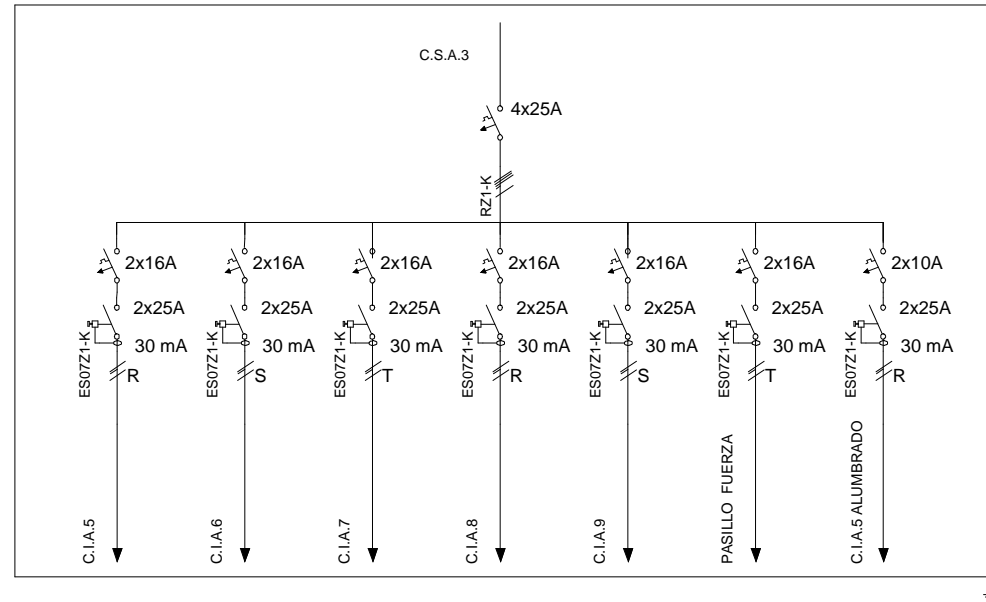 C.S.A.3
4x25A
RZ1-K
2x16A
2x16A
2x16A
2x16A
2x16A
2x16A
2x10A
2x25A
2x25A
2x25A
2x25A
2x25A
2x25A
2x25A
30 mA
30 mA
30 mA
30 mA
30 mA
30 mA
30 mA
ES07Z1-K
ES07Z1-K
ES07Z1-K
ES07Z1-K
ES07Z1-K
ES07Z1-K
ES07Z1-K
R
S
T
R
S
T
R
C.I.A.5
C.I.A.6
C.I.A.7
C.I.A.8
C.I.A.9
PASILLO FUERZA
C.I.A.5 ALUMBRADO